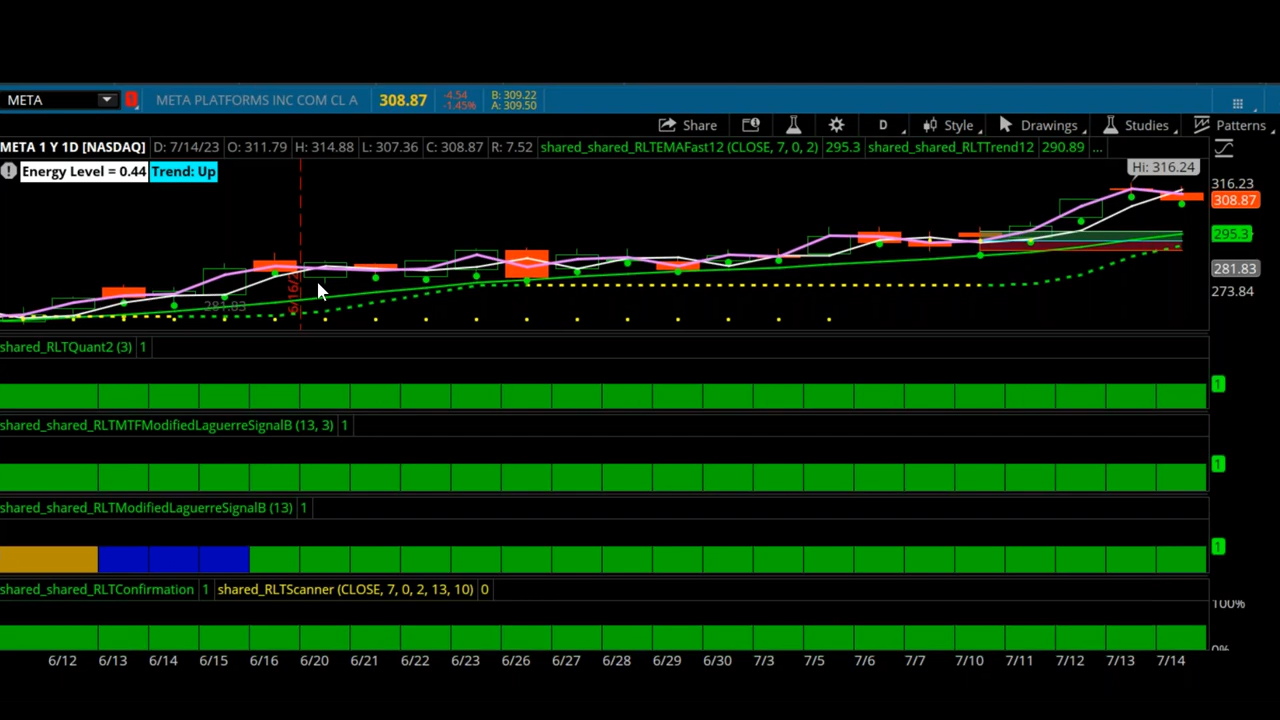 META META PLATFORMS INC COM CL A 308.87 -4.54 -1.45% B: 309.22 A: 309.50
Share D Style Drawings Studies Patterns
META 1 Y 1D [NASDAQ] D: 7/14/23 O: 311.79 H: 314.88 L: 307.36 C: 308.87 R: 7.52 shared_shared_RLTEMAFast12 (CLOSE, 7, 0, 2) 295.3 shared_shared_RLTTrend12 290.89 ...
Energy Level = 0.44 Trend: Up
Hi: 316.24
316.23
308.87
295.3
281.83
273.84
281.83
shared_RLTQuant2 (3) 1
1
shared_shared_RLTMTFModifiedLaguerreSignalB (13, 3) 1
1
shared_shared_RLTModifiedLaguerreSignalB (13) 1
1
shared_shared_RLTConfirmation 1 shared_RLTScanner (CLOSE, 7, 0, 2, 13, 10) 0
100%
0%
6/12 6/13 6/14 6/15 6/16 6/20 6/21 6/22 6/23 6/26 6/27 6/28 6/29 6/30 7/3 7/5 7/6 7/7 7/10 7/11 7/12 7/13 7/14